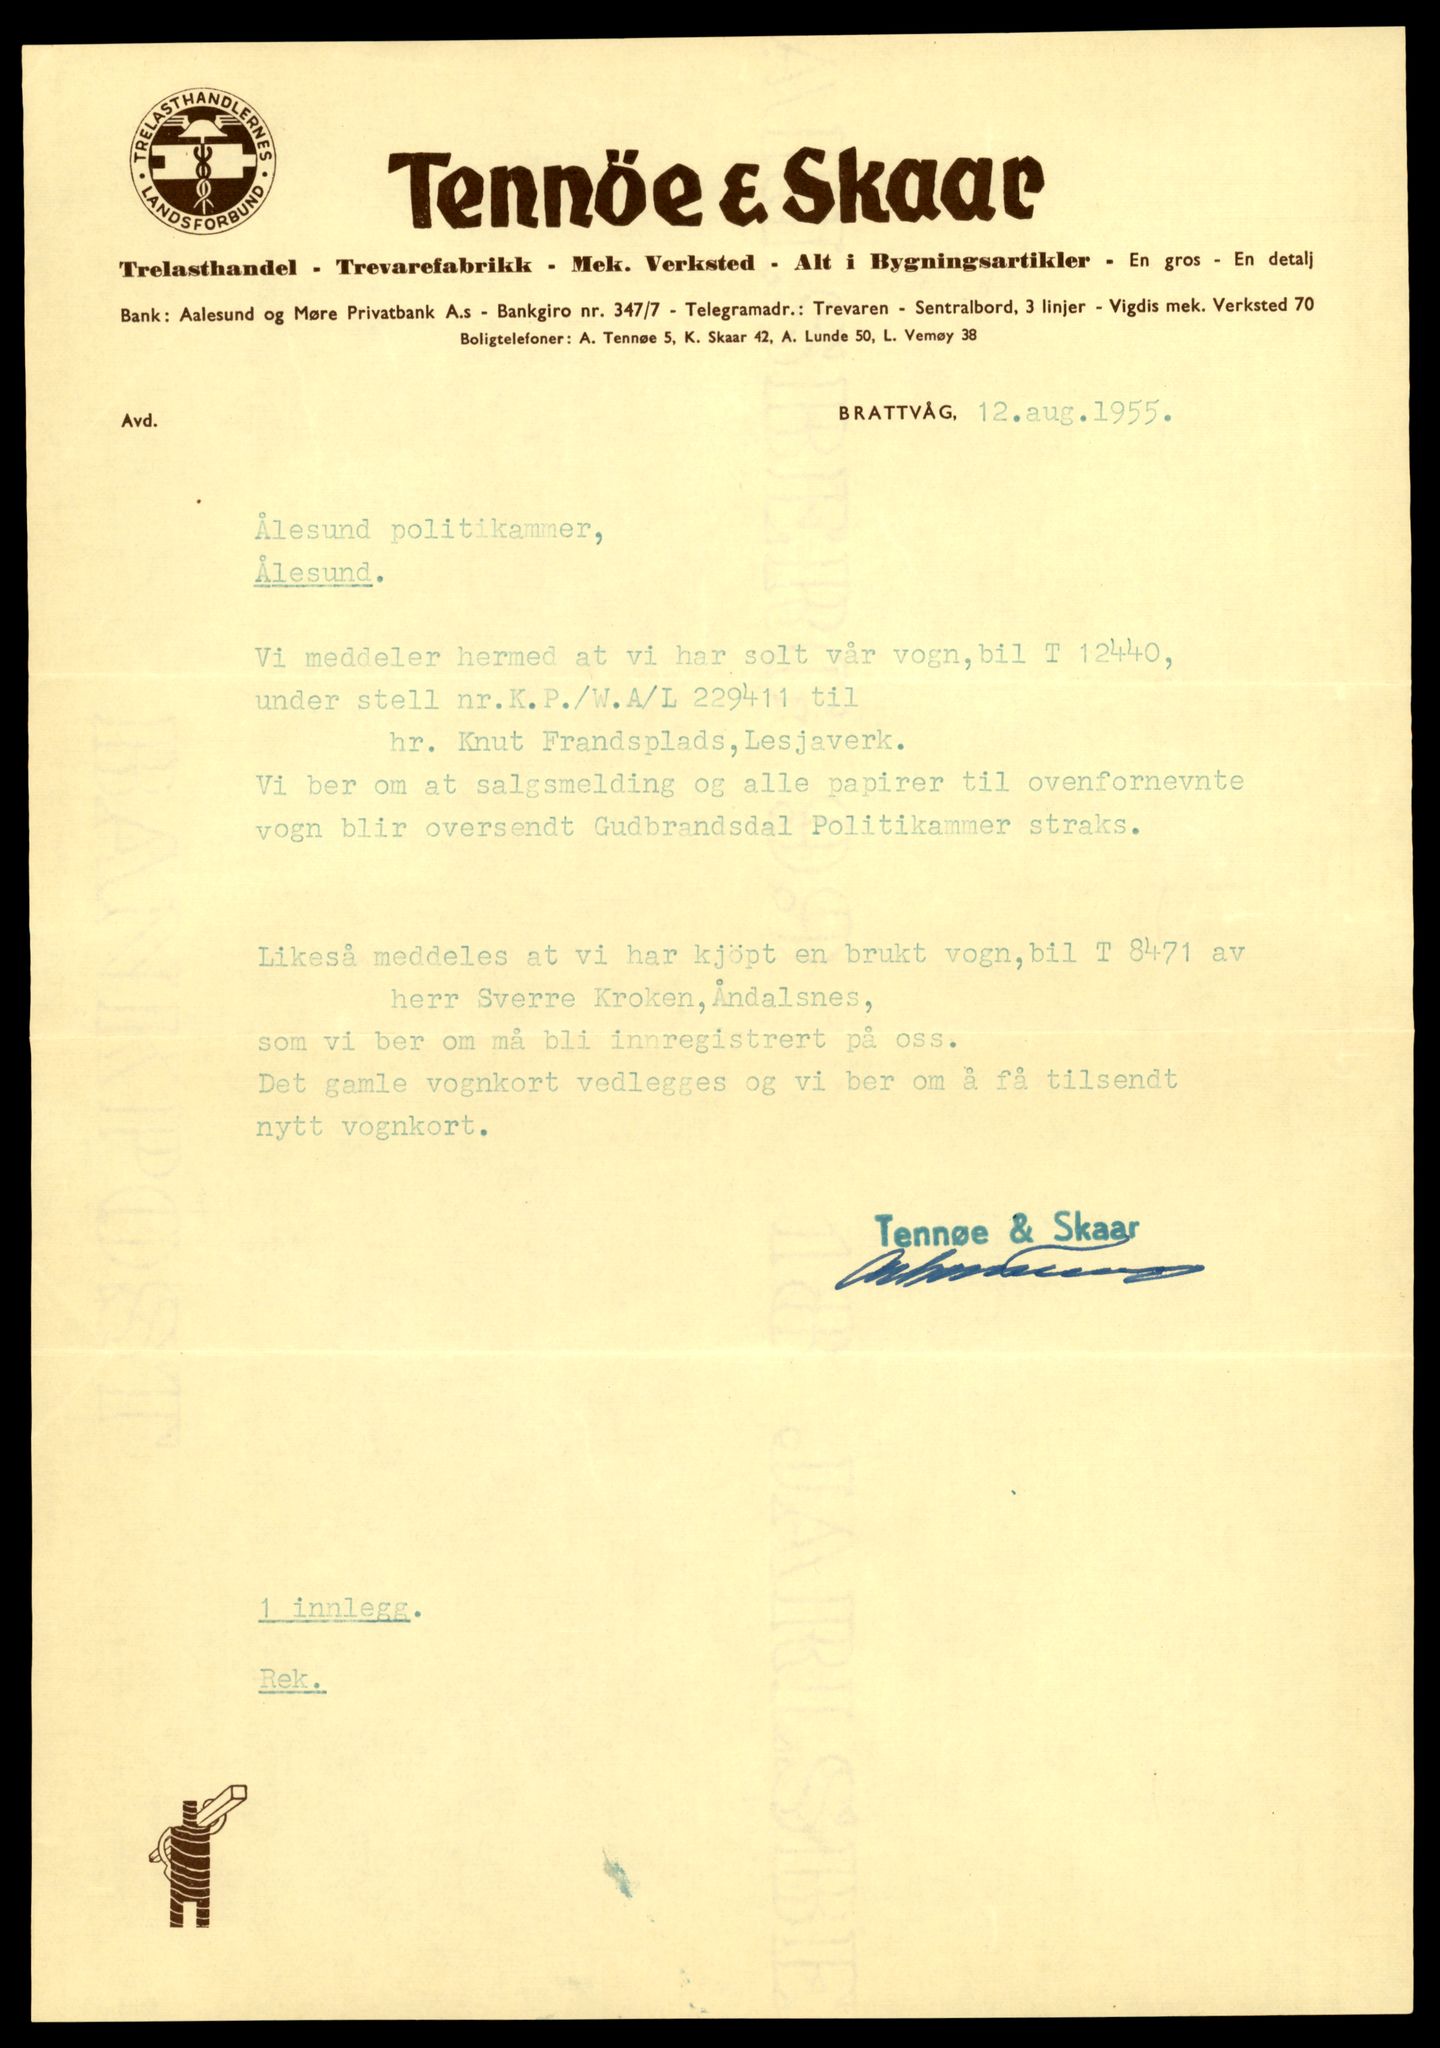 TRELASTHANDLERNES
· LANDSFORBUND ·
Tennöe & Skaar
Trelasthandel - Trevarefabrikk - Mek. Verksted - Alt i Bygningsartikler - En gros - En detalj
Bank: Aalesund og Møre Privatbank A.s - Bankgiro nr. 347/7 - Telegramadr.: Trevaren - Sentralbord, 3 linjer - Vigdis mek. Verksted 70
Boligtelefoner: A. Tennøe 5, K. Skaar 42, A. Lunde 50, L. Vemøy 38
Avd.
BRATTVÅG, 12.aug.1955.
Ålesund politikammer,
Ålesund.
Vi meddeler hermed at vi har solt vår vogn,bil T 12440,
under stell nr.K.P./W.A/L 229411 til
hr. Knut Frandsplads,Lesjaverk.
Vi ber om at salgsmelding og alle papirer til ovenfornevnte
vogn blir oversendt Gudbrandsdal Politikammer straks.
Likeså meddeles at vi har kjöpt en brukt vogn,bil T 8471 av
herr Sverre Kroken,Åndalsnes,
som vi ber om må bli innregistrert på oss.
Det gamle vognkort vedlegges og vi ber om å få tilsendt
nytt vognkort.
Tennøe & Skaar
1 innlegg.
Rek.